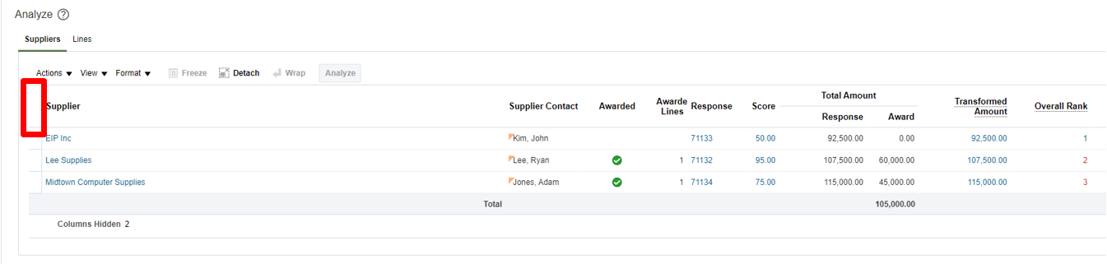 Analyze ?
Suppliers Lines
Actions View Format Freeze Detach Wrap Analyze
Supplier Supplier Contact Awarded Awarde Lines Response Score Total Amount Response Award Transformed Amount Overall Rank
EIP Inc Kim, John 71133 50.00 92,500.00 0.00 92,500.00 1
Lee Supplies Lee, Ryan 1 71132 95.00 107,500.00 60,000.00 107,500.00 2
Midtown Computer Supplies Jones, Adam 1 71134 75.00 115,000.00 45,000.00 115,000.00 3
Total 105,000.00
Columns Hidden 2